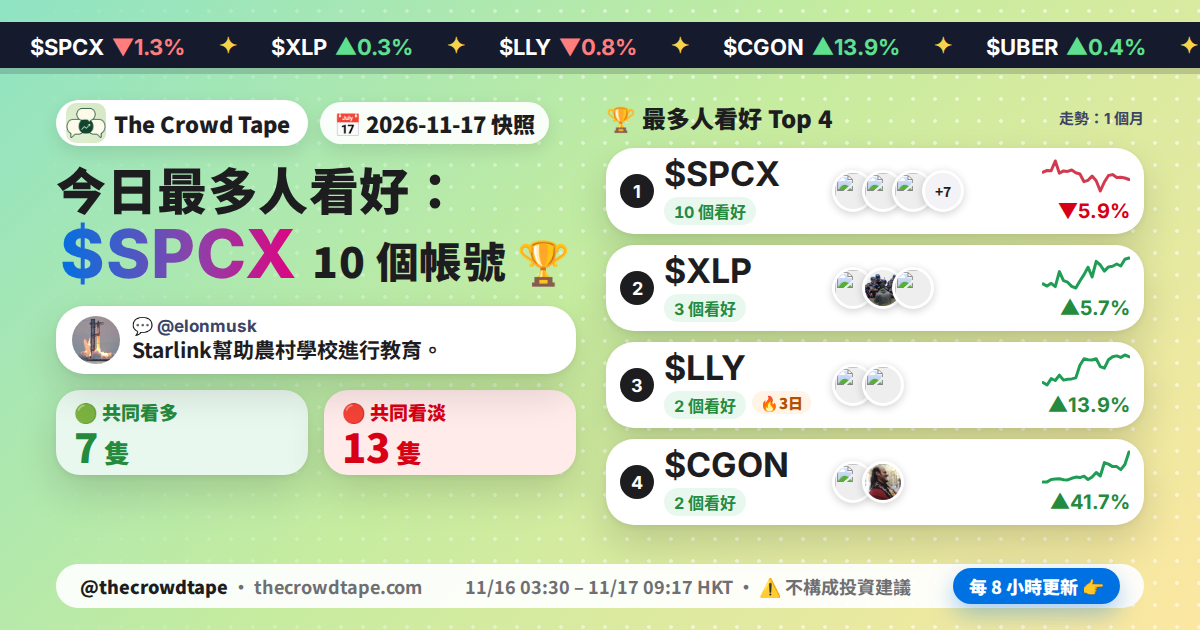 $SPCX ▼1.3% ✦ $XLP ▲0.3% ✦ $LLY ▼0.8% ✦ $CGON ▲13.9% ✦ $UBER ▲0.4% ✦
The Crowd Tape
📅 2026-11-17 快照
今日最多人看好：
$SPCX 10 個帳號 🏆
💬 @elonmusk
Starlink幫助農村學校進行教育。
🟢 共同看多
7 隻
🔴 共同看淡
13 隻
🏆 最多人看好 Top 4
走勢：1個月
1
$SPCX
10 個看好
+7
▼5.9%
2
$XLP
3 個看好
▲5.7%
3
$LLY
2 個看好
🔥3日
▲13.9%
4
$CGON
2 個看好
▲41.7%
@thecrowdtape • thecrowdtape.com
11/16 03:30 – 11/17 09:17 HKT • ⚠️ 不構成投資建議
每 8 小時更新 👉